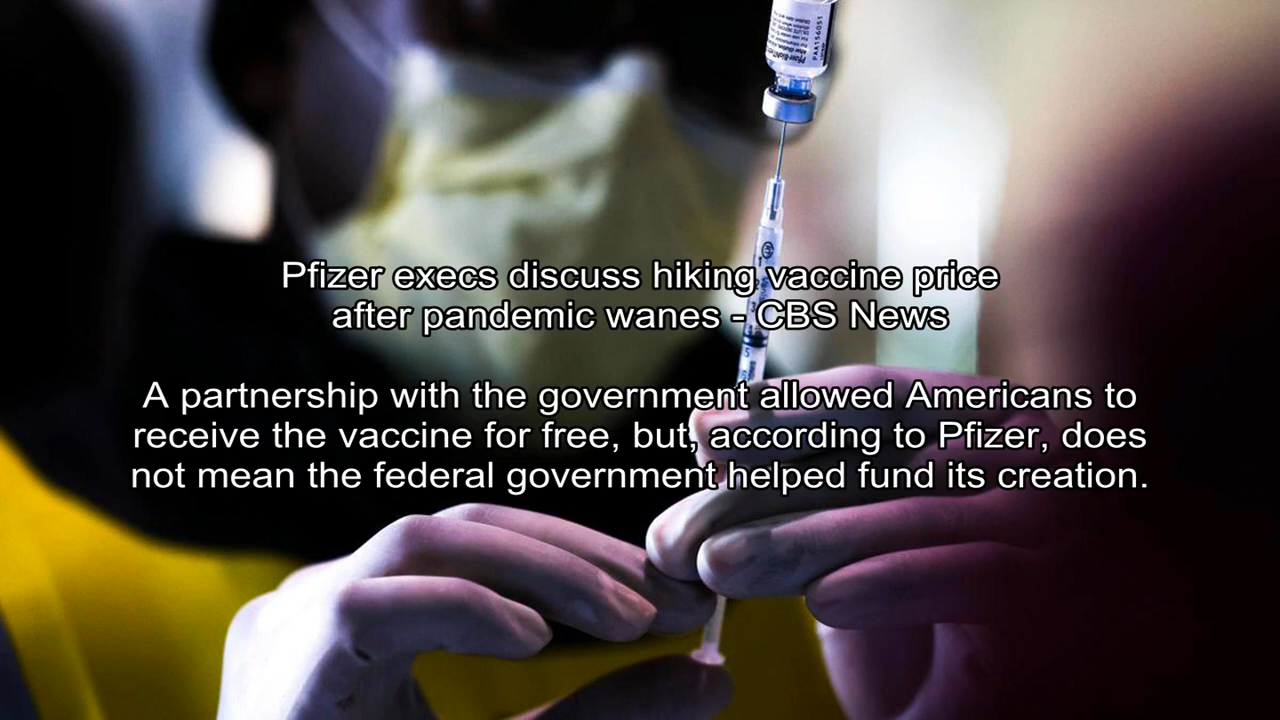 Pfizer execs discuss hiking vaccine price
after pandemic wanes - CBS News
A partnership with the government allowed Americans to
receive the vaccine for free, but, according to Pfizer, does
not mean the federal government helped fund its creation.